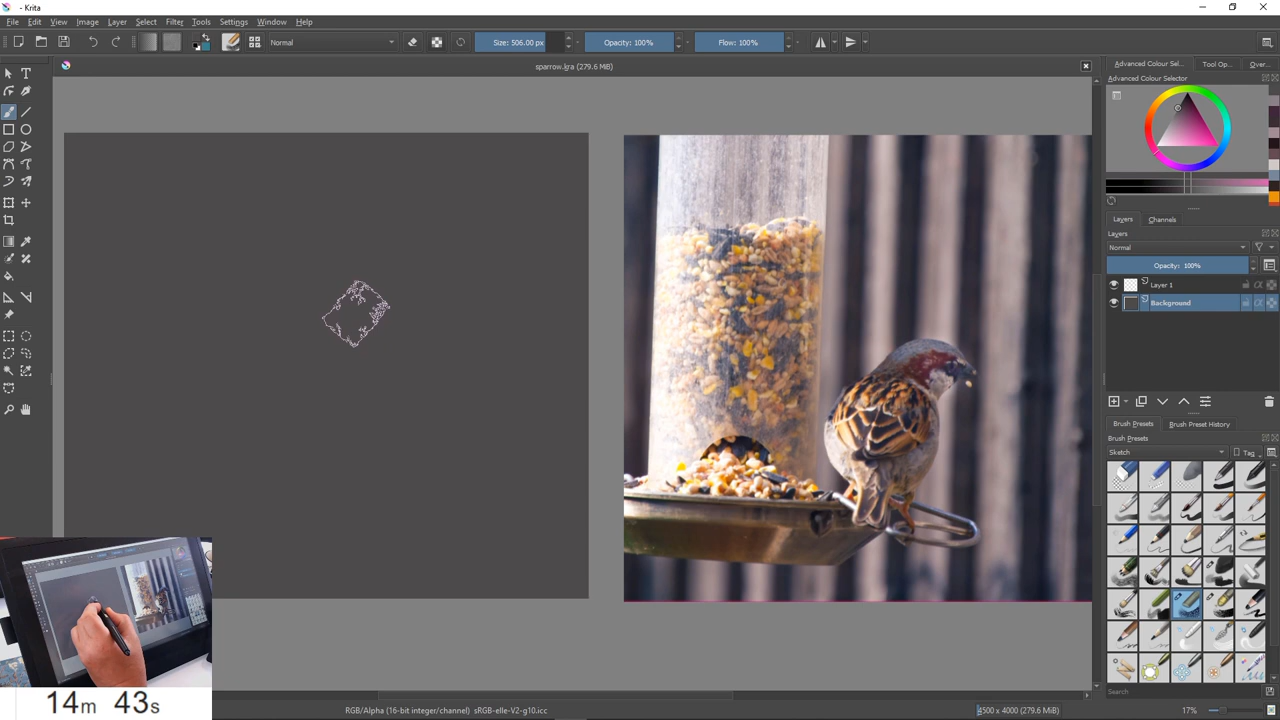 - Krita
File Edit View Image Layer Select Filter Tools Settings Window Help
Normal
Size: 506.00 px
Opacity: 100%
Flow: 100%
sparrow.kra (279.6 MiB)
Advanced Colour Sel...
Tool Op...
Over...
Advanced Colour Selector
Layers
Channels
Layers
Normal
Opacity: 100%
Layer 1
Background
Brush Presets
Brush Preset History
Brush Presets
Sketch
Tag
Search
RGB/Alpha (16-bit integer/channel) sRGB-elle-V2-g10.icc
4500 x 4000 (279.6 MiB)
17%
14m 43s